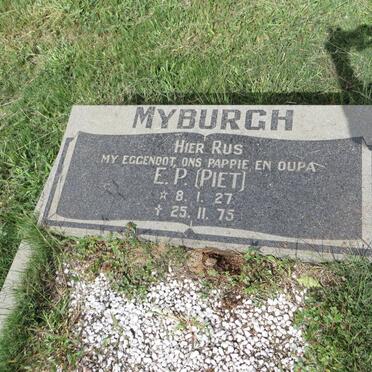 MYBURGH
HIER RUS
MY EGGENOOT, ONS PAPPIE EN OUPA
E.P. (PIET)
☆ 8.1.27
✝ 25.11.75